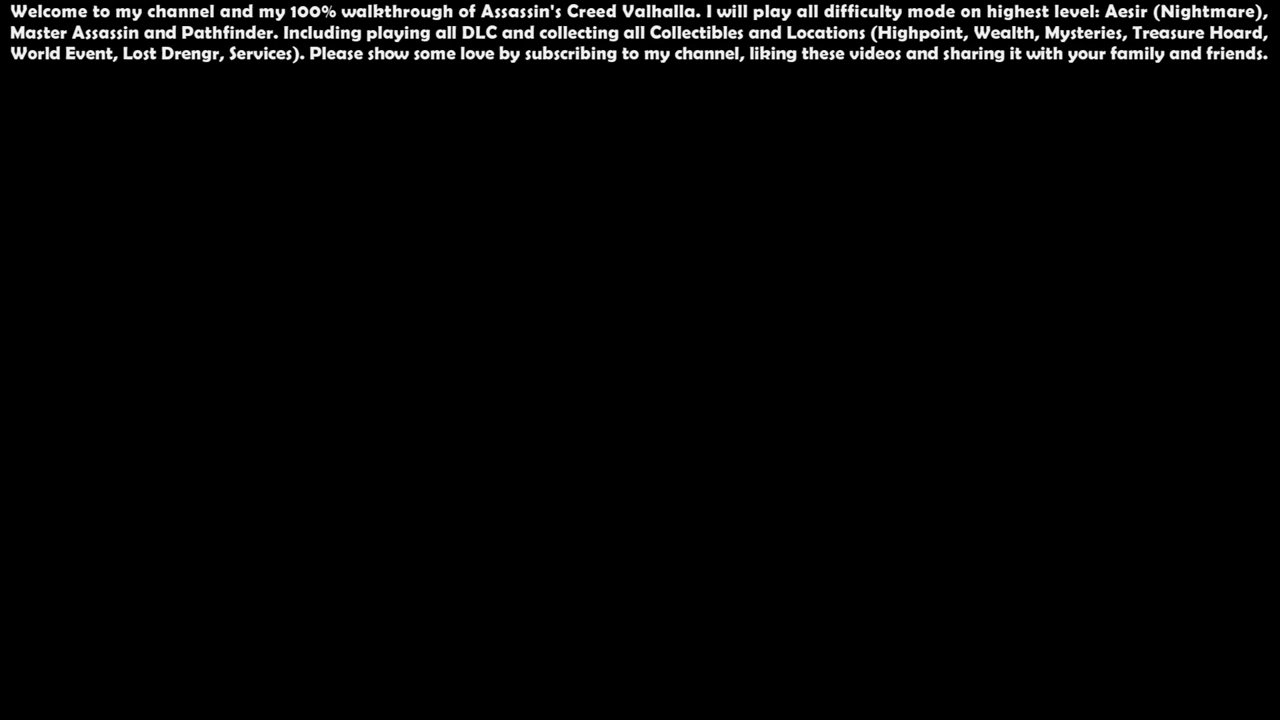 Welcome to my channel and my 100% walkthrough of Assassin's Creed Valhalla. I will play all difficulty mode on highest level: Aesir (Nightmare),
Master Assassin and Pathfinder. Including playing all DLC and collecting all Collectibles and Locations (Highpoint, Wealth, Mysteries, Treasure Hoard,
World Event, Lost Drengr, Services). Please show some love by subscribing to my channel, liking these videos and sharing it with your family and friends.